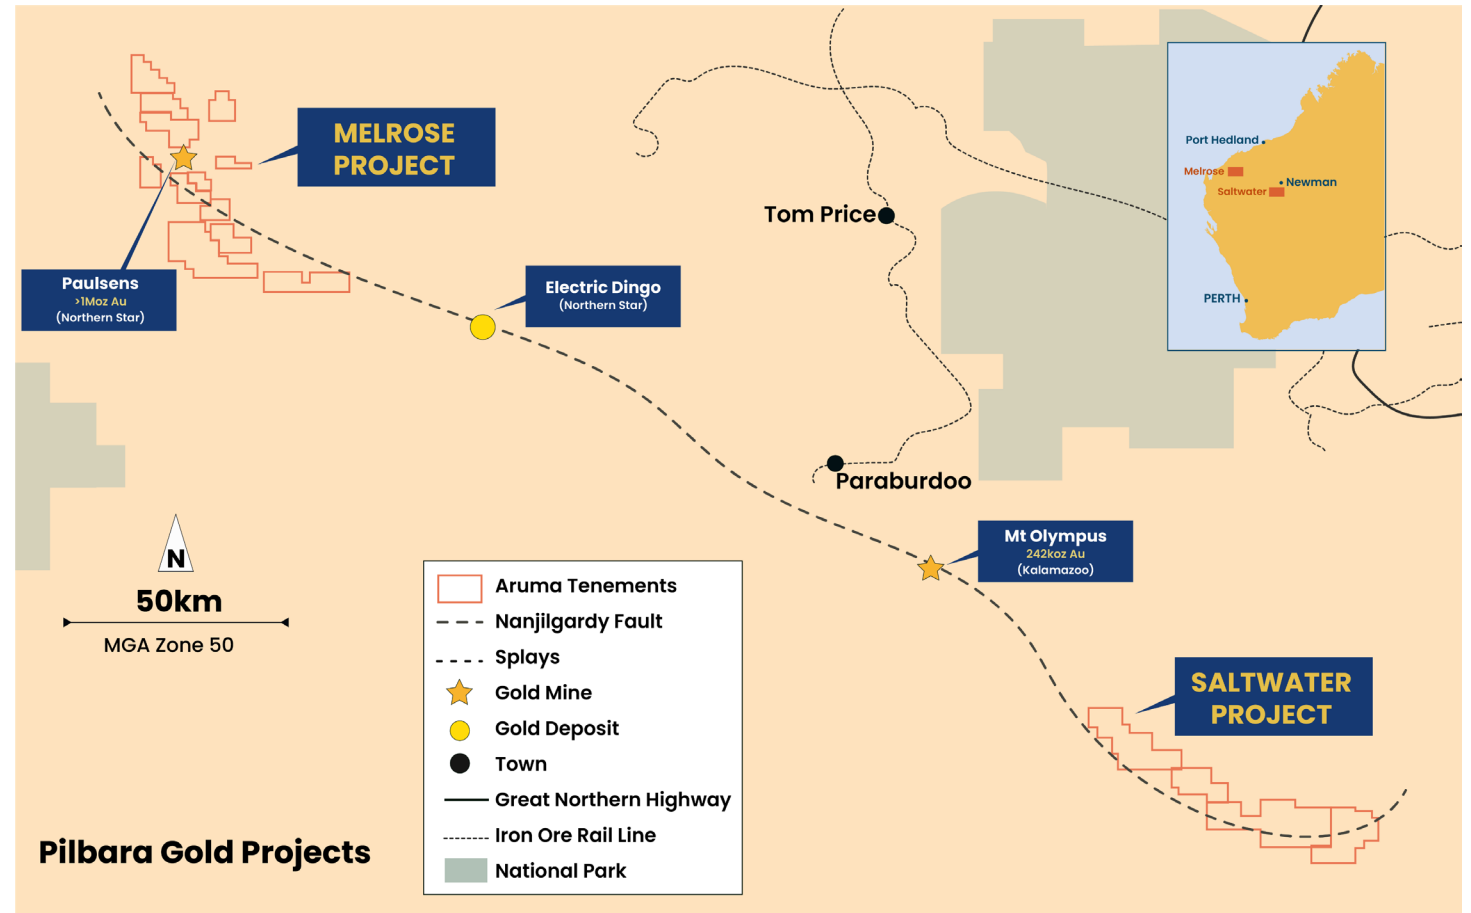 MELROSE
PROJECT
Port Hedland
Melrose
Newman
Saltwater
PERTH
Tom Price
Paulsens
>1Moz Au
(Northern Star)
Electric Dingo
(Northern Star)
Paraburdoo
Mt Olympus
242koz Au
(Kalamazoo)
N
50km
MGA Zone 50
Aruma Tenements
Nanjilgardy Fault
Splays
Gold Mine
Gold Deposit
Town
Great Northern Highway
Iron Ore Rail Line
National Park
SALTWATER
PROJECT
Pilbara Gold Projects